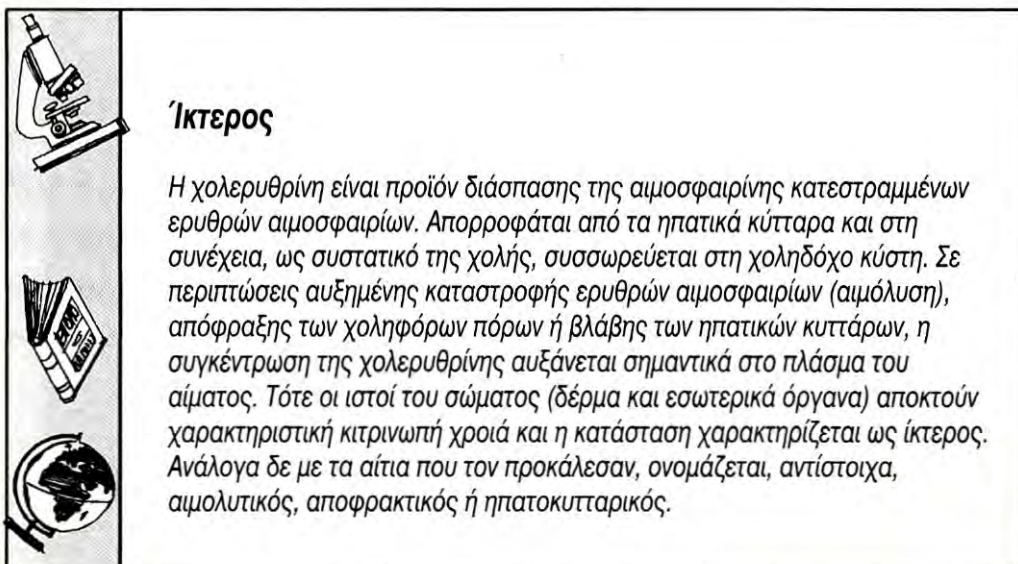 Ίκτερος
Η χολερυθρίνη είναι προϊόν διάσπασης της αιμοσφαιρίνης κατεστραμμένων
ερυθρών αιμοσφαιρίων. Απορροφάται από τα ηπατικά κύτταρα και στη
συνέχεια, ως συστατικό της χολής, συσσωρεύεται στη χοληδόχο κύστη. Σε
περιπτώσεις αυξημένης καταστροφής ερυθρών αιμοσφαιρίων (αιμόλυση),
απόφραξης των χοληφόρων πόρων ή βλάβης των ηπατικών κυττάρων, η
συγκέντρωση της χολερυθρίνης αυξάνεται σημαντικά στο πλάσμα του
αίματος. Τότε οι ιστοί του σώματος (δέρμα και εσωτερικά όργανα) αποκτούν
χαρακτηριστική κιτρινωπή χροιά και η κατάσταση χαρακτηρίζεται ως ίκτερος.
Ανάλογα δε με τα αίτια που τον προκάλεσαν, ονομάζεται, αντίστοιχα,
αιμολυτικός, αποφρακτικός ή ηπατοκυτταρικός.